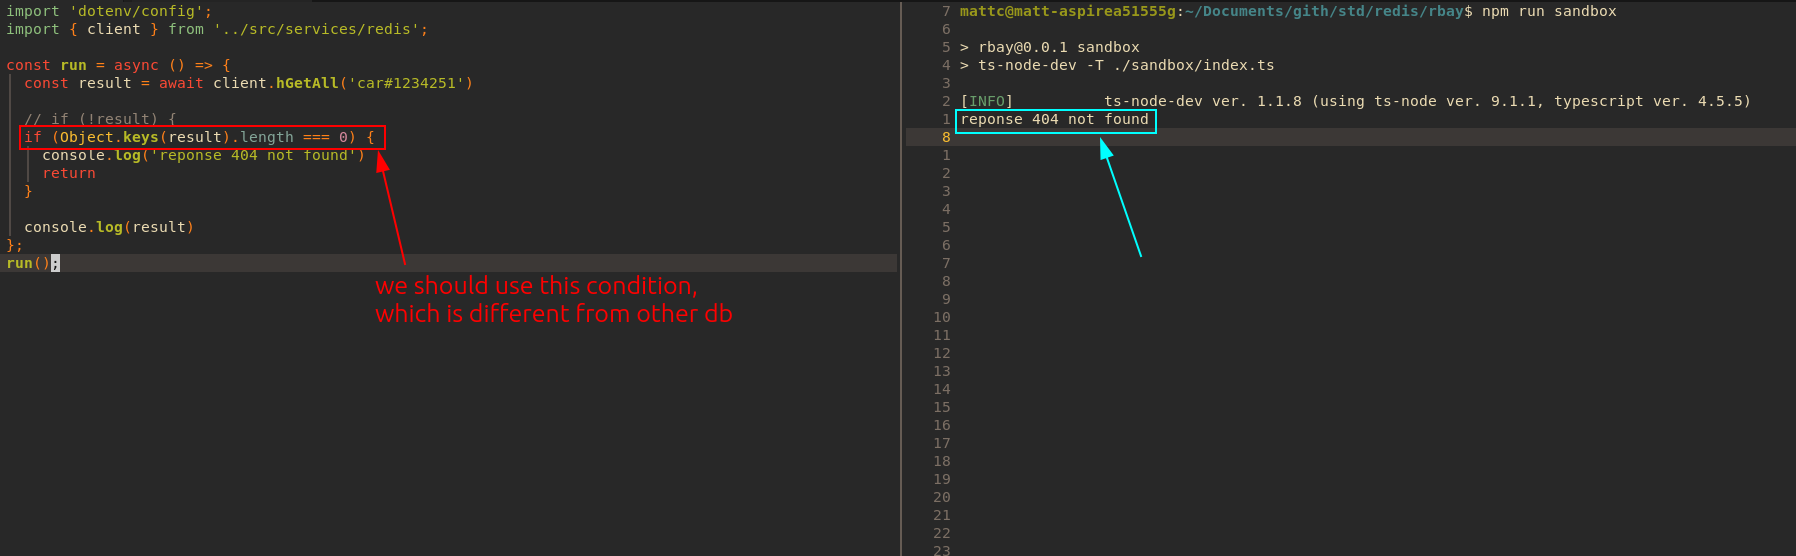 import 'dotenv/config';
import { client } from '../src/services/redis';
const run = async () => {
const result = await client.hGetAll('car#1234251')
// if (!result) {
if (Object.keys(result).length === 0) {
console.log('reponse 404 not found')
return
}
console.log(result)
};
run();
we should use this condition,
which is different from other db
7 mattc@matt-aspirea51555g:~/Documents/gith/std/redis/rbay$ npm run sandbox
6
5 > rbay@0.0.1 sandbox
4 > ts-node-dev -T ./sandbox/index.ts
3
2 [INFO] ts-node-dev ver. 1.1.8 (using ts-node ver. 9.1.1, typescript ver. 4.5.5)
1 reponse 404 not found
8
1
2
3
4
5
6
7
8
9
10
11
12
13
14
15
16
17
18
19
20
21
22
23